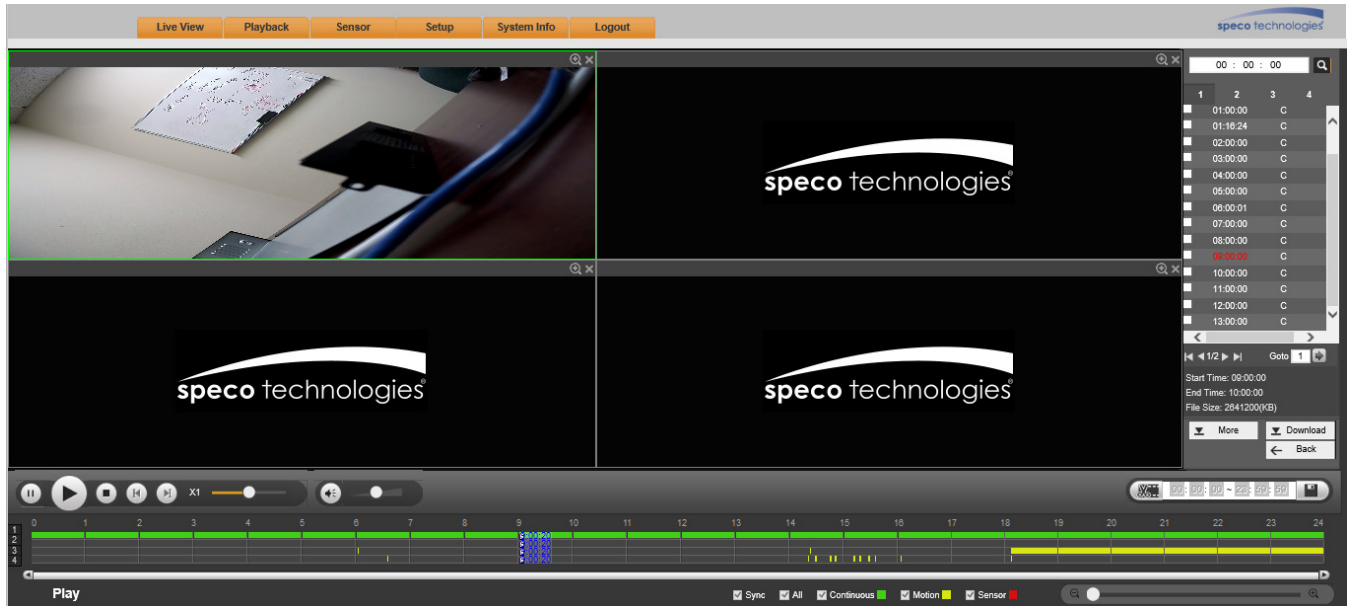 Live View Playback Sensor Setup System Info Logout
speco technologies
00 : 00 : 00
1 2 3 4
01:00:00 C
01:16:24 C
02:00:00 C
03:00:00 C
04:00:00 C
05:00:00 C
06:00:01 C
07:00:00 C
08:00:00 C
09:00:00 C
10:00:00 C
11:00:00 C
12:00:00 C
13:00:00 C
1/2 Goto 1
Start Time: 09:00:00
End Time: 10:00:00
File Size: 2641200(KB)
More Download
Back
speco technologies®
speco technologies®
speco technologies®
X1
00: 00: 00 ~ 23: 59: 59
0 1 2 3 4 5 6 7 8 9 10 11 12 13 14 15 16 17 18 19 20 21 22 23 24
1
2
3
4
Play
Sync All Continuous Motion Sensor